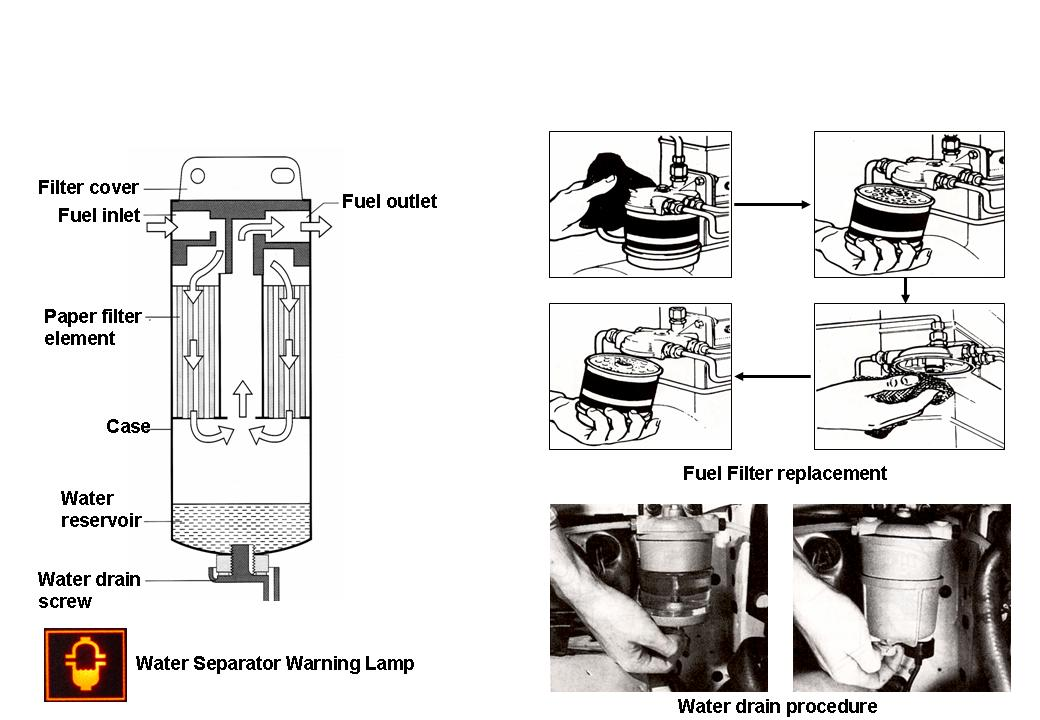 Filter cover
Fuel inlet
Fuel outlet
Paper filter
element
Case
Water
reservoir
Water drain
screw
Water Separator Warning Lamp
Fuel Filter replacement
Water drain procedure